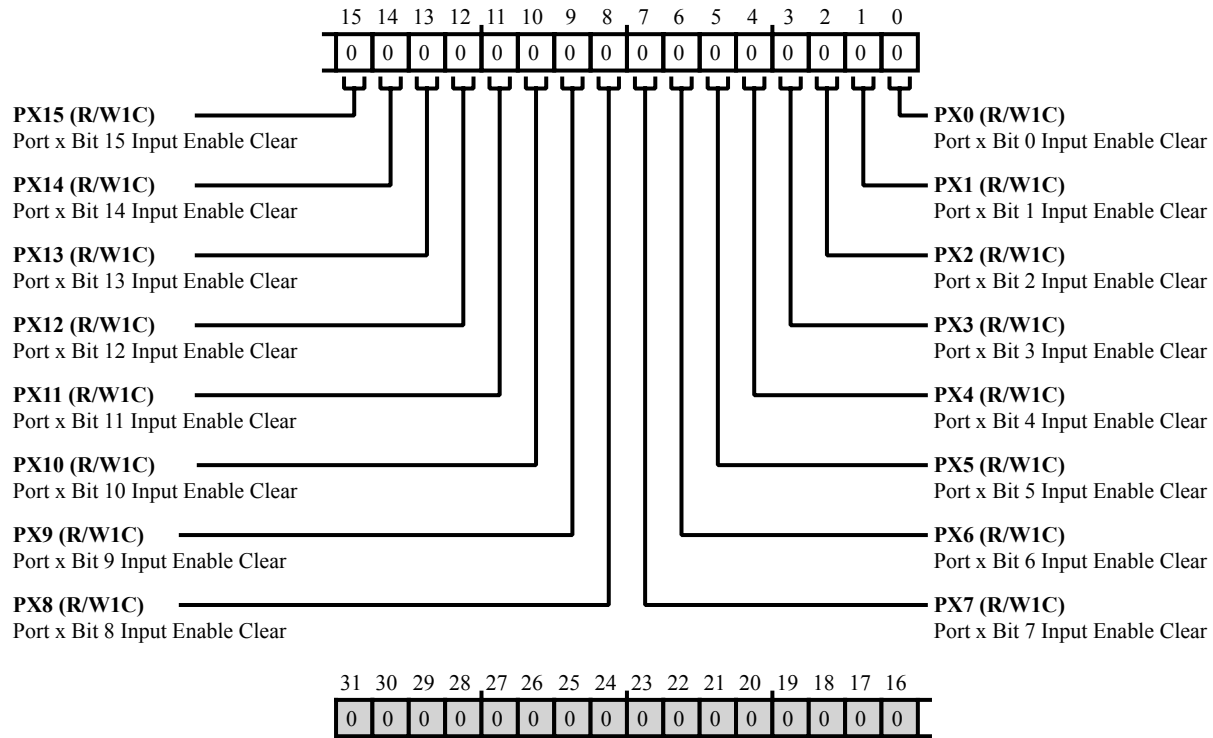 15 14 13 12 11 10 9 8 7 6 5 4 3 2 1 0
0 0 0 0 0 0 0 0 0 0 0 0 0 0 0 0
PX15 (R/W1C)
Port x Bit 15 Input Enable Clear
PX14 (R/W1C)
Port x Bit 14 Input Enable Clear
PX13 (R/W1C)
Port x Bit 13 Input Enable Clear
PX12 (R/W1C)
Port x Bit 12 Input Enable Clear
PX11 (R/W1C)
Port x Bit 11 Input Enable Clear
PX10 (R/W1C)
Port x Bit 10 Input Enable Clear
PX9 (R/W1C)
Port x Bit 9 Input Enable Clear
PX8 (R/W1C)
Port x Bit 8 Input Enable Clear
PX0 (R/W1C)
Port x Bit 0 Input Enable Clear
PX1 (R/W1C)
Port x Bit 1 Input Enable Clear
PX2 (R/W1C)
Port x Bit 2 Input Enable Clear
PX3 (R/W1C)
Port x Bit 3 Input Enable Clear
PX4 (R/W1C)
Port x Bit 4 Input Enable Clear
PX5 (R/W1C)
Port x Bit 5 Input Enable Clear
PX6 (R/W1C)
Port x Bit 6 Input Enable Clear
PX7 (R/W1C)
Port x Bit 7 Input Enable Clear
31 30 29 28 27 26 25 24 23 22 21 20 19 18 17 16
0 0 0 0 0 0 0 0 0 0 0 0 0 0 0 0